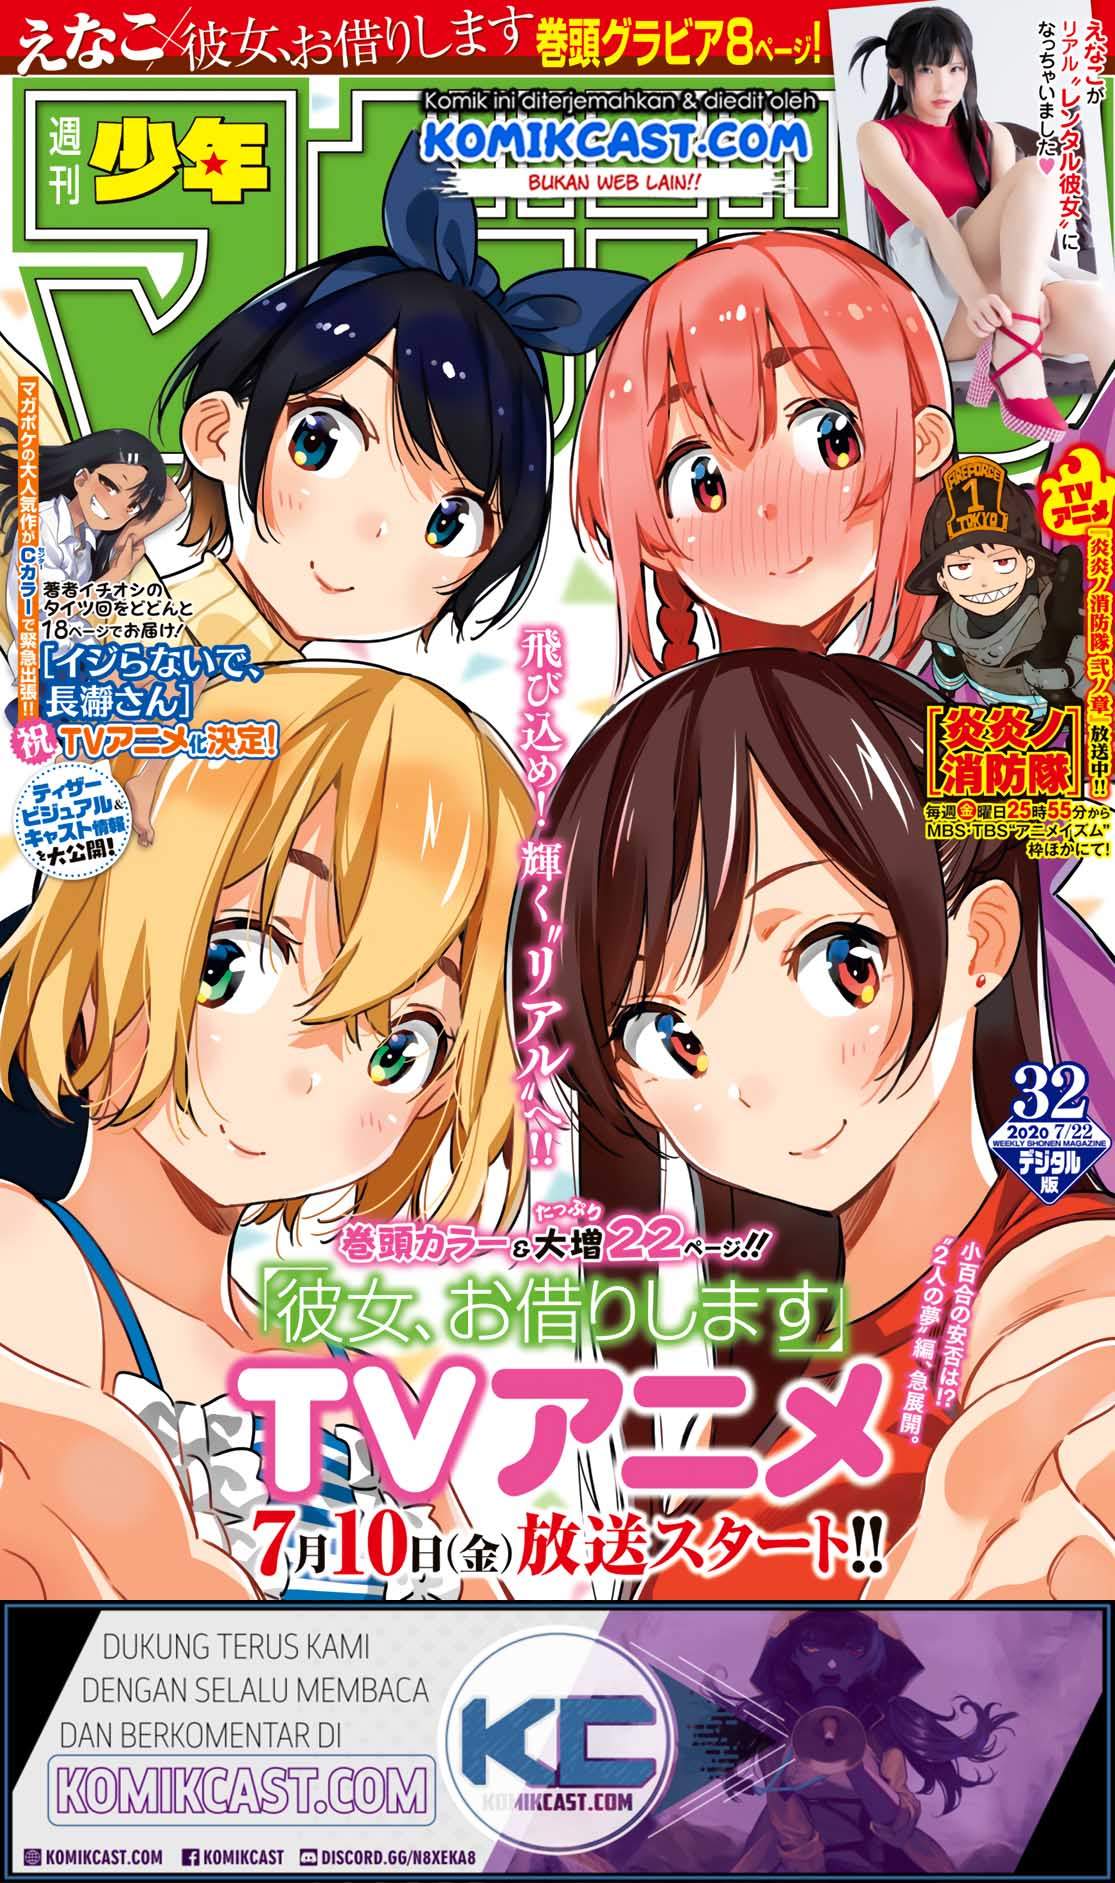 えなこ×彼女、お借りします 巻頭グラビア8ページ!
えなこが
リアル〝レンタル彼女〟に
なっちゃいました♥
週刊
少年
Komik ini diterjemahkan & diedit oleh
KOMIKCAST.COM
BUKAN WEB LAIN!!
マガポケの大人気作がCカラーで緊急出張!!
センター
著者イチオシの
タイツ回をどどんと
18ページでお届け!
[イジらないで、
長瀞さん]
祝 TVアニメ化決定!
ティザー
ビジュアル&
キャスト情報
を大公開!
FIRE FORCE
1
TOKYO
TV
アニメ
『炎炎ノ消防隊 弐ノ章』放送中!!
[炎炎ノ
消防隊]
毎週金曜日25時55分から
MBS・TBS“アニメイズム”
枠ほかにて!
飛び込め!輝く〝リアル〟へ!!
32
2020 7/22
WEEKLY SHONEN MAGAZINE
デジタル
版
たっぷり
巻頭カラー&大増22ページ!!
「彼女、お借りします」
TVアニメ
7月10日(金)放送スタート!!
小百合の安否は!?
〝2人の夢〟編、急展開。
DUKUNG TERUS KAMI
DENGAN SELALU MEMBACA
DAN BERKOMENTAR DI
KOMIKCAST.COM
KC
KOMIKCAST.COM
KOMIKCAST.COM KOMIKCAST DISCORD.GG/N8XEKA8